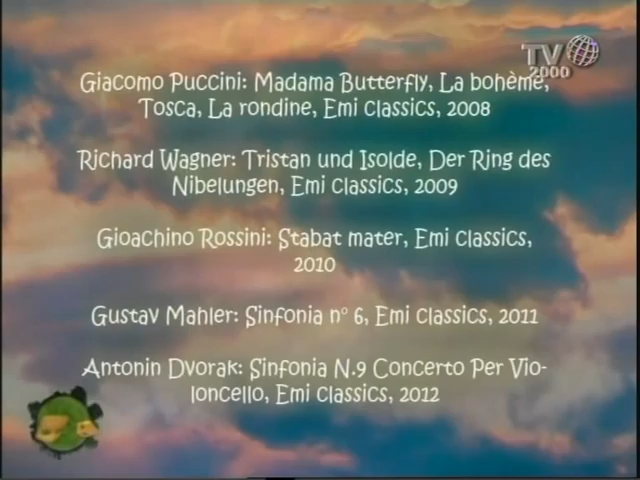 TV
2000
Giacomo Puccini: Madama Butterfly, La bohème,
Tosca, La rondine, Emi classics, 2008
Richard Wagner: Tristan und Isolde, Der Ring des
Nibelungen, Emi classics, 2009
Gioachino Rossini: Stabat mater, Emi classics,
2010
Gustav Mahler: Sinfonia n° 6, Emi classics, 2011
Antonin Dvorak: Sinfonia N.9 Concerto Per Vio-
loncello, Emi classics, 2012